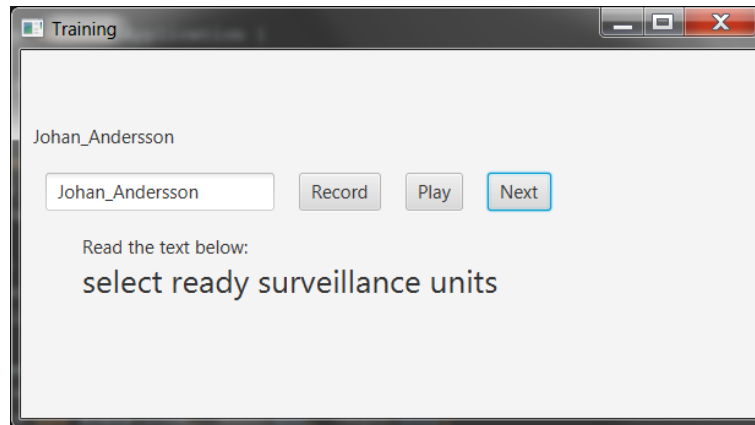 Training
Johan_Andersson
Johan_Andersson Record Play Next
Read the text below:
select ready surveillance units